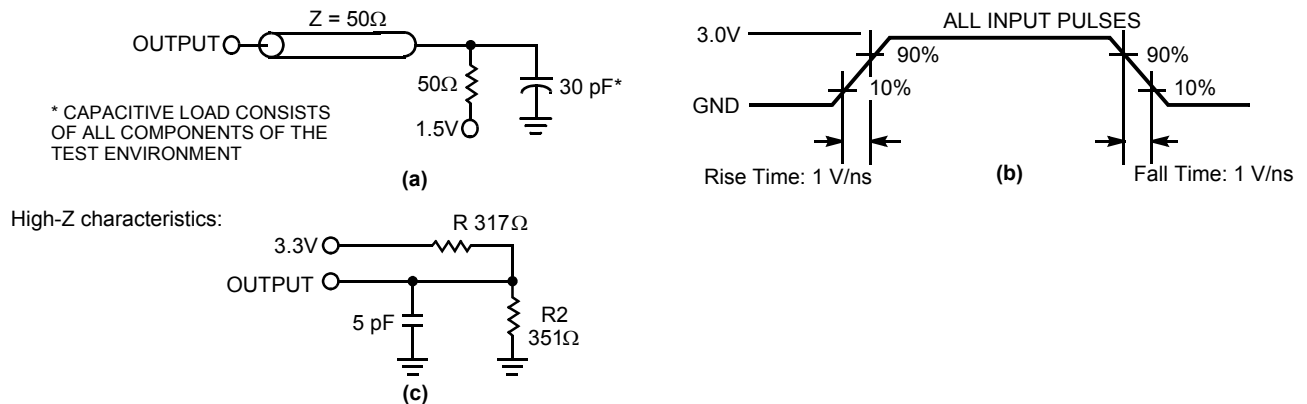 Z = 50Ω
OUTPUT
50Ω
30 pF*
1.5V
* CAPACITIVE LOAD CONSISTS
OF ALL COMPONENTS OF THE
TEST ENVIRONMENT
(a)
ALL INPUT PULSES
3.0V
90%
10%
GND
90%
10%
Rise Time: 1 V/ns
(b)
Fall Time: 1 V/ns
High-Z characteristics:
R 317Ω
3.3V
OUTPUT
5 pF
R2
351Ω
(c)